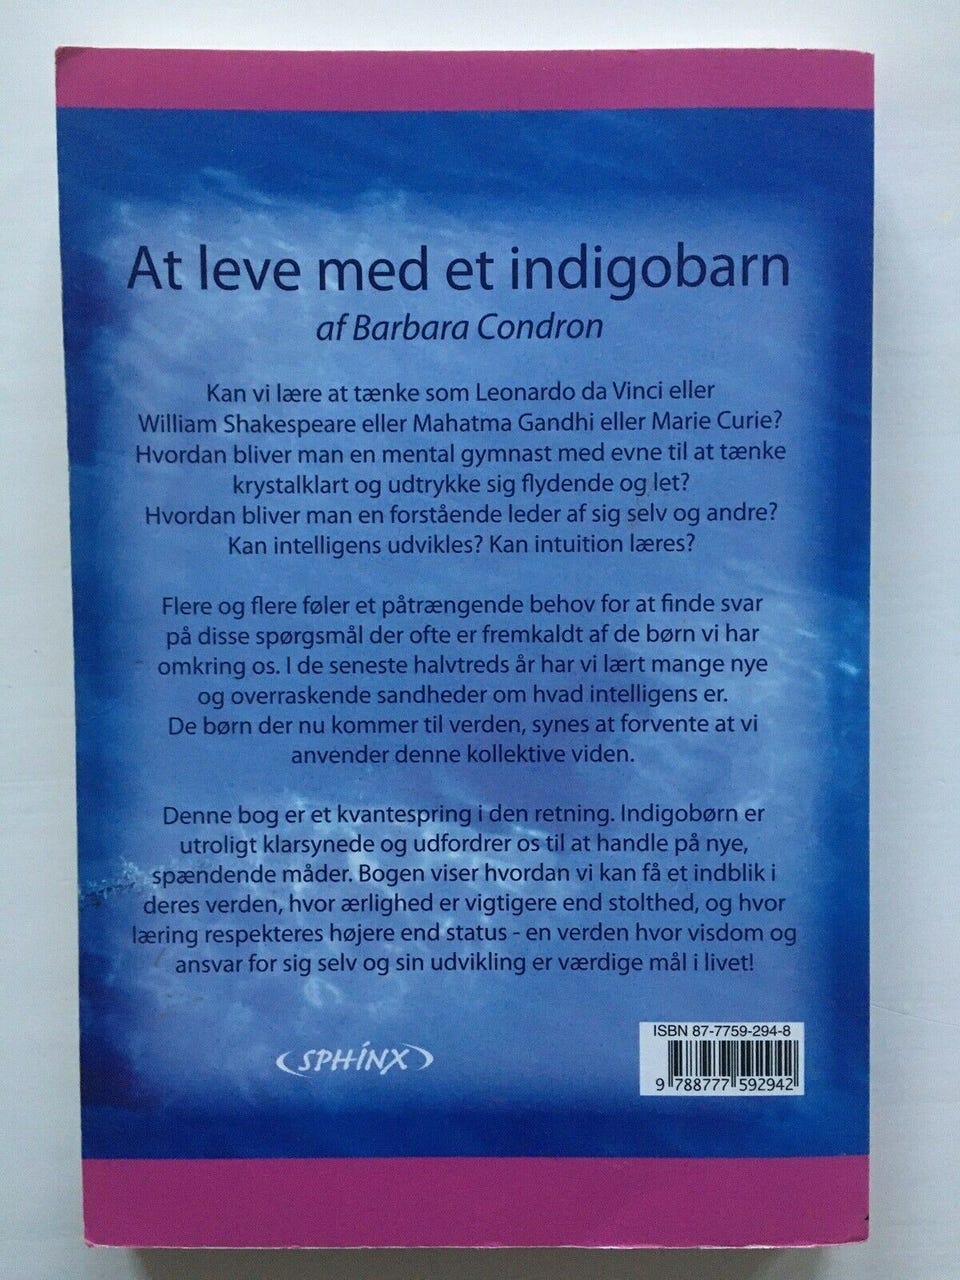 At leve med et indigobarn
af Barbara Condron
Kan vi lære at tænke som Leonardo da Vinci eller
William Shakespeare eller Mahatma Gandhi eller Marie Curie?
Hvordan bliver man en mental gymnast med evne til at tænke
krystalklart og udtrykke sig flydende og let?
Hvordan bliver man en forstående leder af sig selv og andre?
Kan intelligens udvikles? Kan intuition læres?
Flere og flere føler et påtrængende behov for at finde svar
på disse spørgsmål der ofte er fremkaldt af de børn vi har
omkring os. I de seneste halvtreds år har vi lært mange nye
og overraskende sandheder om hvad intelligens er.
De børn der nu kommer til verden, synes at forvente at vi
anvender denne kollektive viden.
Denne bog er et kvantespring i den retning. Indigobørn er
utroligt klarsynede og udfordrer os til at handle på nye,
spændende måder. Bogen viser hvordan vi kan få et indblik i
deres verden, hvor ærlighed er vigtigere end stolthed, og hvor
læring respekteres højere end status - en verden hvor visdom og
ansvar for sig selv og sin udvikling er værdige mål i livet!
SPHINX
ISBN 87-7759-294-8
9 788777 592942